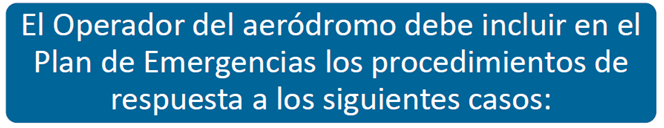 El Operador del aeródromo debe incluir en el
Plan de Emergencias los procedimientos de
respuesta a los siguientes casos: